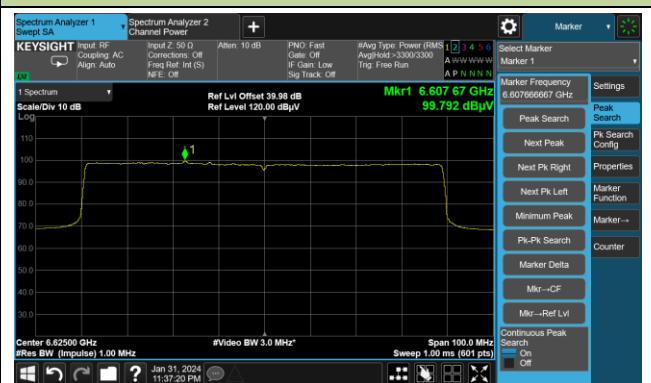 Spectrum Analyzer 1
Swept SA
Spectrum Analyzer 2
Channel Power
+
Marker
KEYSIGHT
Input: RF
Coupling: AC
Align: Auto
Input Z: 50 Ω
Corrections: Off
Freq Ref: Int (S)
NFE: Off
Atten: 10 dB
PNO: Fast
Gate: Off
IF Gain: Low
Sig Track: Off
#Avg Type: Power (RMS
Avg|Hold:>3300/3300
Trig: Free Run
1 2 3 4 5 6
A W W W W W
A P N N N N
LXI
Select Marker
Marker 1
1 Spectrum
Scale/Div 10 dB
Log
Ref Lvl Offset 39.98 dB
Ref Level 120.00 dBµV
Mkr1 6.607 67 GHz
99.792 dBµV
110
100
90.0
80.0
70.0
60.0
50.0
40.0
30.0
1
Center 6.62500 GHz
#Res BW (Impulse) 1.00 MHz
#Video BW 3.0 MHz*
Span 100.0 MHz
Sweep 1.00 ms (601 pts)
Marker Frequency
6.607666667 GHz
Peak Search
Next Peak
Next Pk Right
Next Pk Left
Minimum Peak
Pk-Pk Search
Marker Delta
Mkr→CF
Mkr→Ref Lvl
Continuous Peak
Search
On
Off
Settings
Peak
Search
Pk Search
Config
Properties
Marker
Function
Marker→
Counter
?
Jan 31, 2024
11:37:20 PM